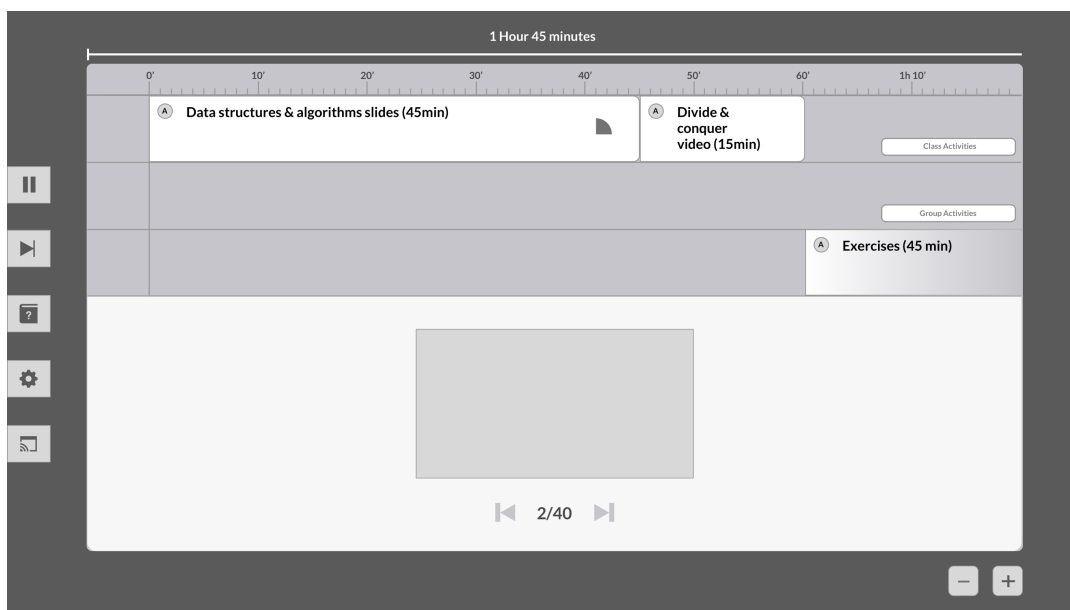 1 Hour 45 minutes
0' 10' 20' 30' 40' 50' 60' 1h 10'
A Data structures & algorithms slides (45min)
A Divide &
conquer
video (15min)
Class Activities
Group Activities
A Exercises (45 min)
?
2/40
− +